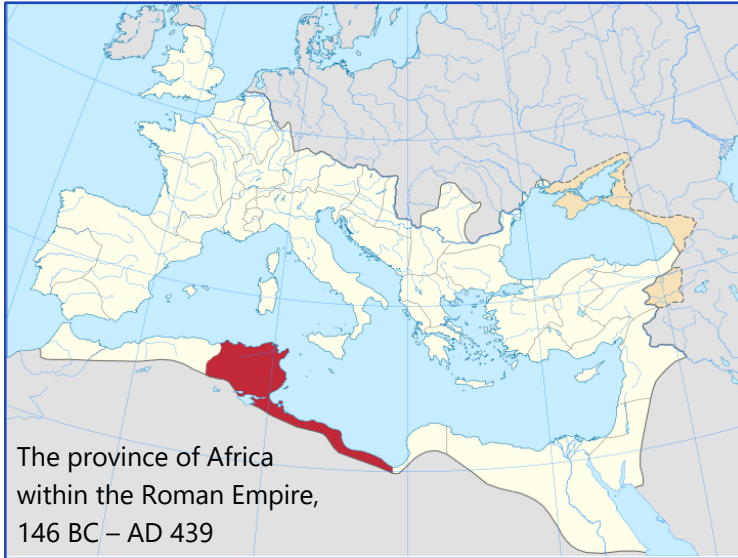 The province of Africa
within the Roman Empire,
146 BC – AD 439